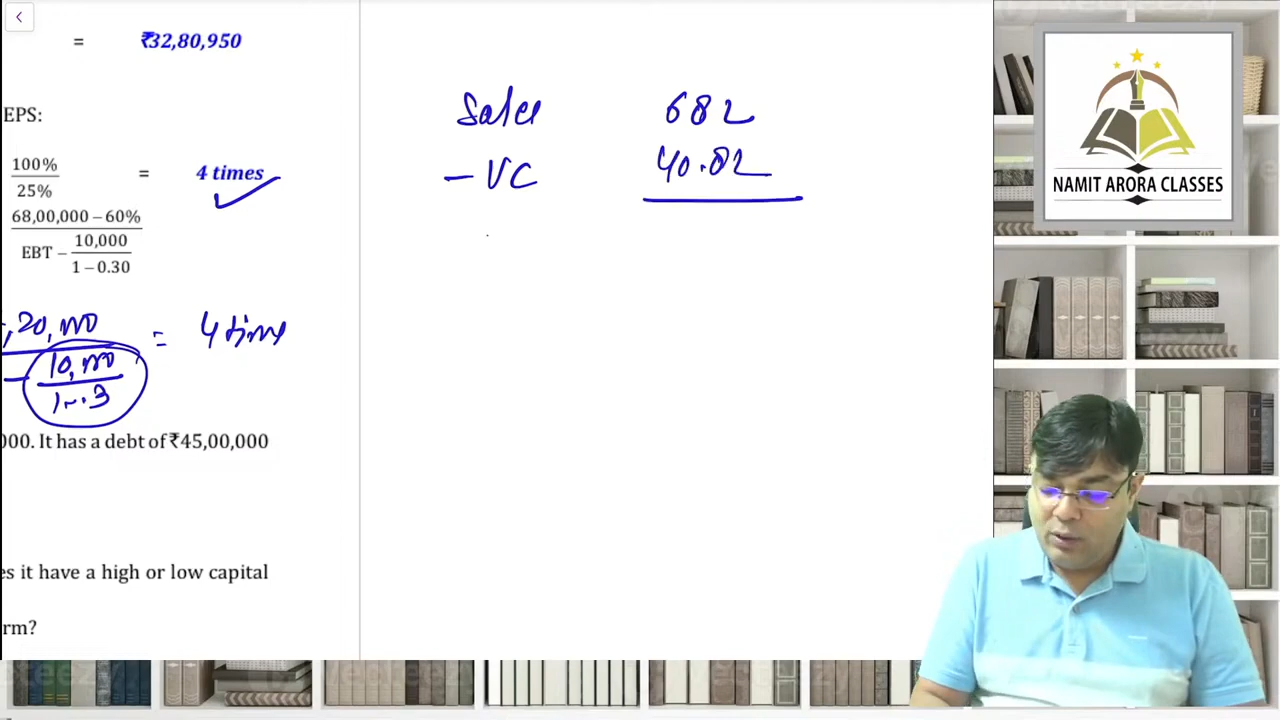 = ₹32,80,950
EPS:
100%
25%
= 4 times
68,00,000 – 60%
EBT – 10,000
1 – 0.30
,20,000
= 4 time
– 10,000
1-.3
000. It has a debt of ₹45,00,000
es it have a high or low capital
rm?
Sales 68L
– VC 40.8L
NAMIT ARORA CLASSES